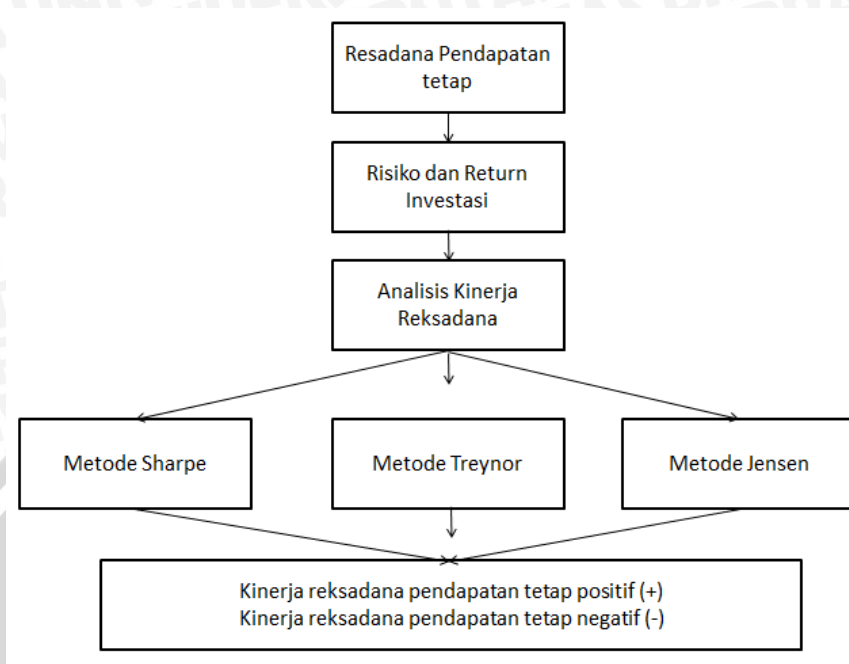 Resadana Pendapatan
tetap
Risiko dan Return
Investasi
Analisis Kinerja
Reksadana
Metode Sharpe
Metode Treynor
Metode Jensen
Kinerja reksadana pendapatan tetap positif (+)
Kinerja reksadana pendapatan tetap negatif (-)